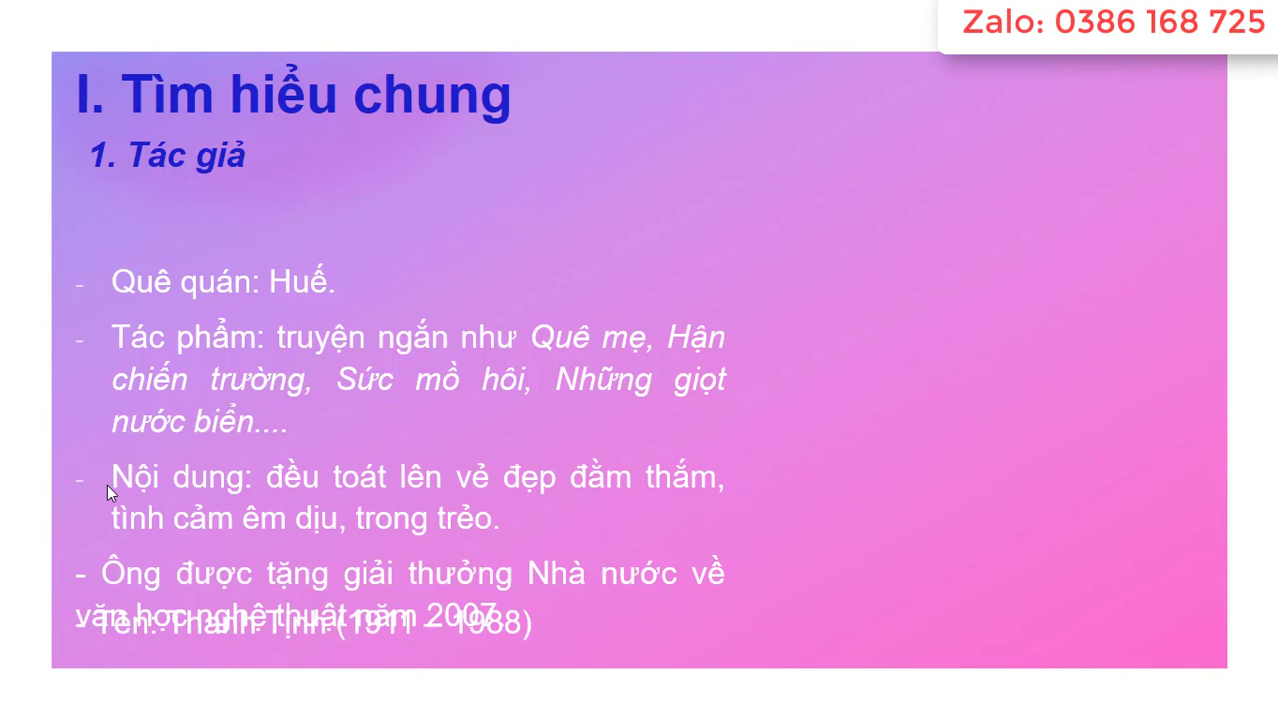 Zalo: 0386 168 725
I. Tìm hiểu chung
1. Tác giả
- Quê quán: Huế.
- Tác phẩm: truyện ngắn như Quê mẹ, Hận
chiến trường, Sức mồ hôi, Những giọt
nước biển....
- Nội dung: đều toát lên vẻ đẹp đằm thắm,
tình cảm êm dịu, trong trẻo.
- Ông được tặng giải thưởng Nhà nước về
văn học nghệ thuật năm 2007.
- Tên: Thanh Tịnh (1911 – 1988)